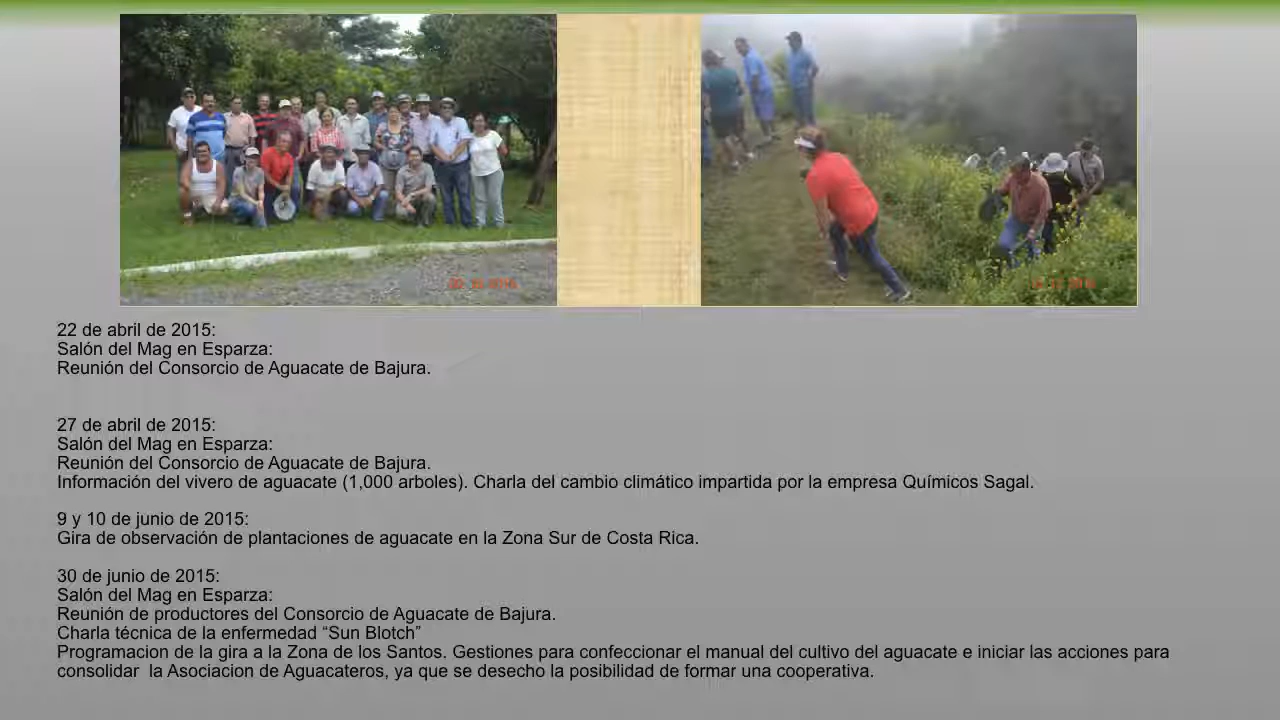 22 de abril de 2015:
Salón del Mag en Esparza:
Reunión del Consorcio de Aguacate de Bajura.
27 de abril de 2015:
Salón del Mag en Esparza:
Reunión del Consorcio de Aguacate de Bajura.
Información del vivero de aguacate (1,000 arboles). Charla del cambio climático impartida por la empresa Químicos Sagal.
9 y 10 de junio de 2015:
Gira de observación de plantaciones de aguacate en la Zona Sur de Costa Rica.
30 de junio de 2015:
Salón del Mag en Esparza:
Reunión de productores del Consorcio de Aguacate de Bajura.
Charla técnica de la enfermedad “Sun Blotch”
Programacion de la gira a la Zona de los Santos. Gestiones para confeccionar el manual del cultivo del aguacate e iniciar las acciones para
consolidar  la Asociacion de Aguacateros, ya que se desecho la posibilidad de formar una cooperativa.